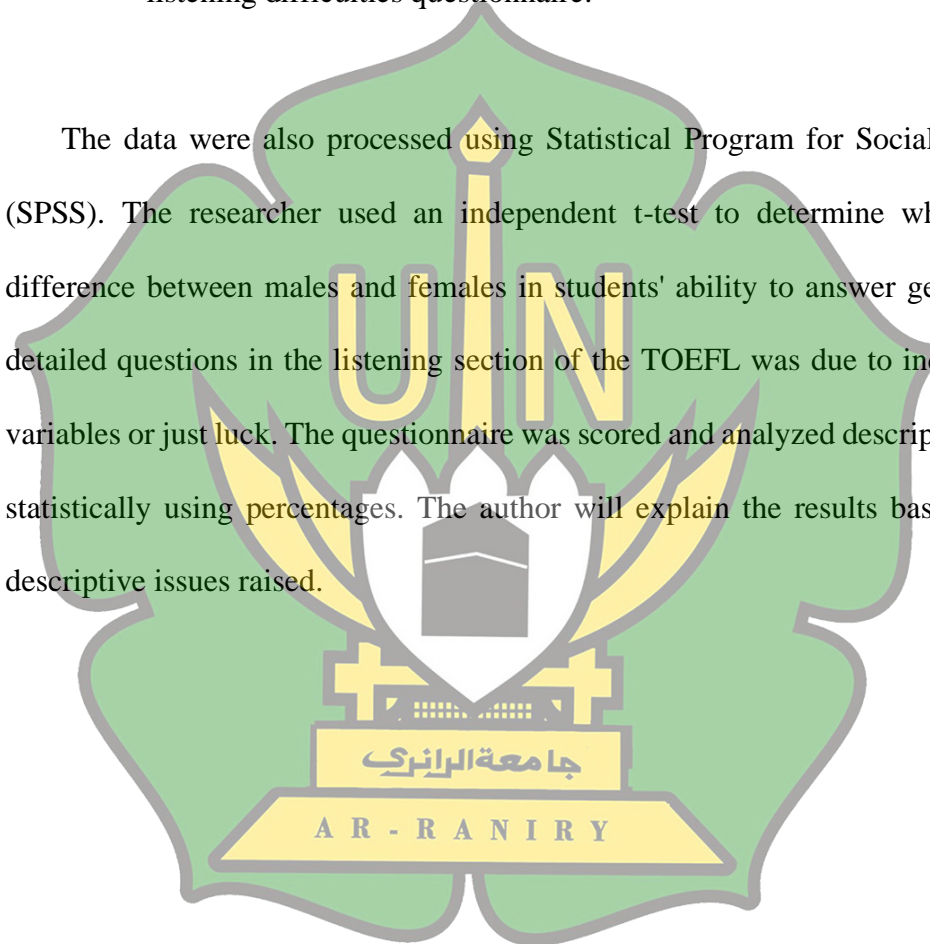 listening difficulties questionnaire.
The data were also processed using Statistical Program for Social
(SPSS). The researcher used an independent t-test to determine wh
difference between males and females in students' ability to answer ge
detailed questions in the listening section of the TOEFL was due to in
variables or just luck. The questionnaire was scored and analyzed descrip
statistically using percentages. The author will explain the results bas
descriptive issues raised.
UIN
جامعة الرانري
AR-RANIRY